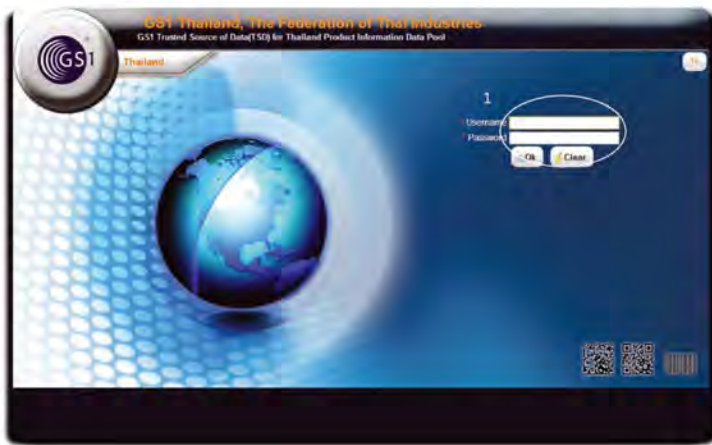 GS1 Thailand, The Federation of Thai Industries
GS1 Trusted Source of Data(TSD) for Thailand Product Information Data Pool
GS1
Thailand
1
Username
Password
Ok
Clear